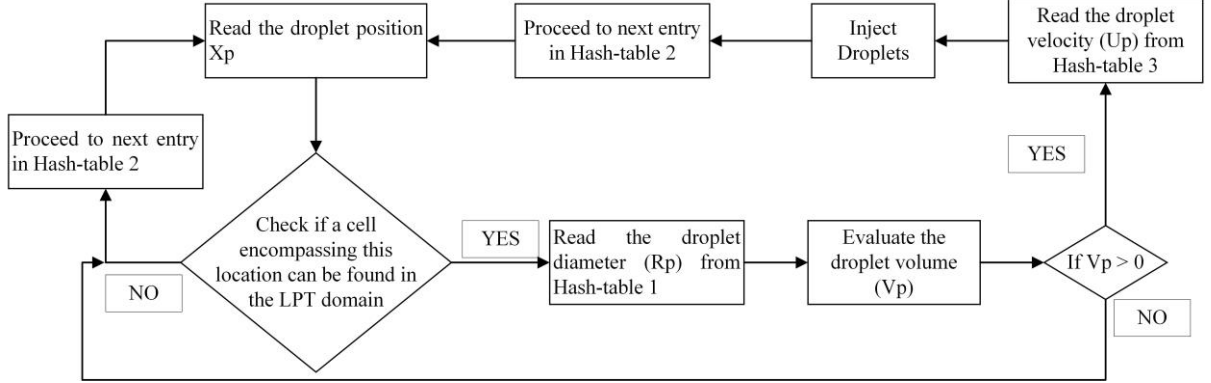 Read the droplet position
Xp
Proceed to next entry
in Hash-table 2
Inject
Droplets
Read the droplet
velocity (Up) from
Hash-table 3
Proceed to next entry
in Hash-table 2
YES
Check if a cell
encompassing this
location can be found in
the LPT domain
YES
Read the droplet
diameter (Rp) from
Hash-table 1
Evaluate the
droplet volume
(Vp)
If Vp > 0
NO
NO